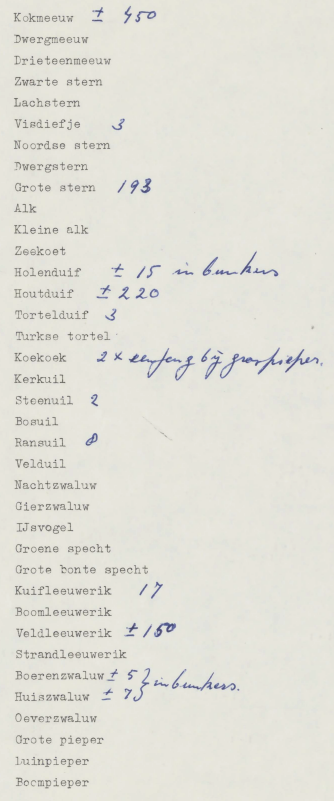 Kokmeeuw ± 450
Dwergmeeuw
Drieteenmeeuw
Zwarte stern
Lachstern
Visdiefje 3
Noordse stern
Dwergstern
Grote stern 193
Alk
Kleine alk
Zeekoet
Holenduif ± 15 in bunkers
Houtduif ± 220
Tortelduif 3
Turkse tortel
Koekoek 2 x eenjong bij graspieper.
Kerkuil
Steenuil 2
Bosuil
Ransuil 8
Velduil
Nachtzwaluw
Gierzwaluw
IJsvogel
Groene specht
Grote bonte specht
Kuifleeuwerik 17
Boomleeuwerik
Veldleeuwerik ± 150
Strandleeuwerik
Boerenzwaluw ± 5 } in bunkers.
Huiszwaluw ± 7 }
Oeverzwaluw
Grote pieper
Duinpieper
Boompieper